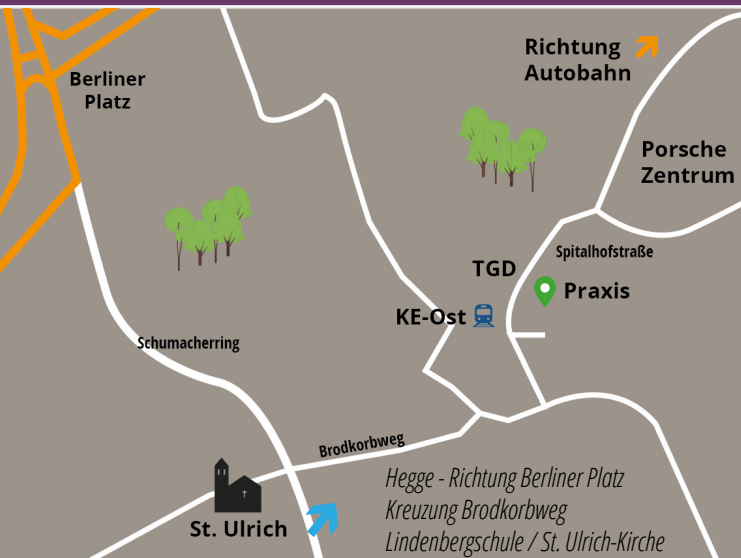 Richtung
Autobahn
Berliner
Platz
Porsche
Zentrum
Spitalhofstraße
TGD
Praxis
KE-Ost
Schumacherring
Brodkorbweg
Hegge - Richtung Berliner Platz
Kreuzung Brodkorbweg
St. Ulrich
Lindenbergschule / St. Ulrich-Kirche